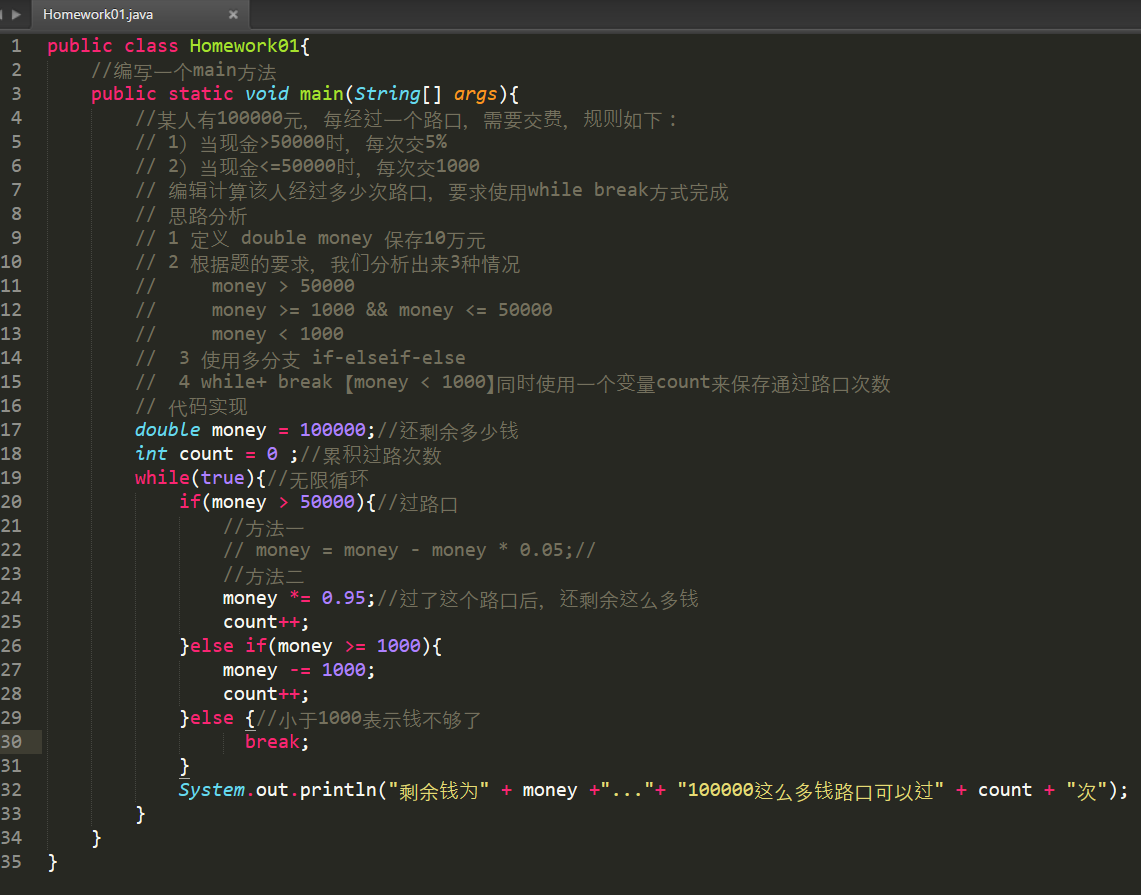 Homework01.java ×
1 public class Homework01{
2 //编写一个main方法
3 public static void main(String[] args){
4 //某人有100000元，每经过一个路口，需要交费，规则如下：
5 // 1）当现金>50000时，每次交5%
6 // 2）当现金<=50000时，每次交1000
7 // 编辑计算该人经过多少次路口，要求使用while break方式完成
8 // 思路分析
9 // 1 定义 double money 保存10万元
10 // 2 根据题的要求，我们分析出来3种情况
11 // money > 50000
12 // money >= 1000 && money <= 50000
13 // money < 1000
14 // 3 使用多分支 if-elseif-else
15 // 4 while+ break【money < 1000】同时使用一个变量count来保存通过路口次数
16 // 代码实现
17 double money = 100000;//还剩余多少钱
18 int count = 0 ;//累积过路次数
19 while(true){//无限循环
20 if(money > 50000){//过路口
21 //方法一
22 // money = money - money * 0.05;//
23 //方法二
24 money *= 0.95;//过了这个路口后，还剩余这么多钱
25 count++;
26 }else if(money >= 1000){
27 money -= 1000;
28 count++;
29 }else {//小于1000表示钱不够了
30 break;
31 }
32 System.out.println("剩余钱为" + money +"..."+ "100000这么多钱路口可以过" + count + "次");
33 }
34 }
35 }